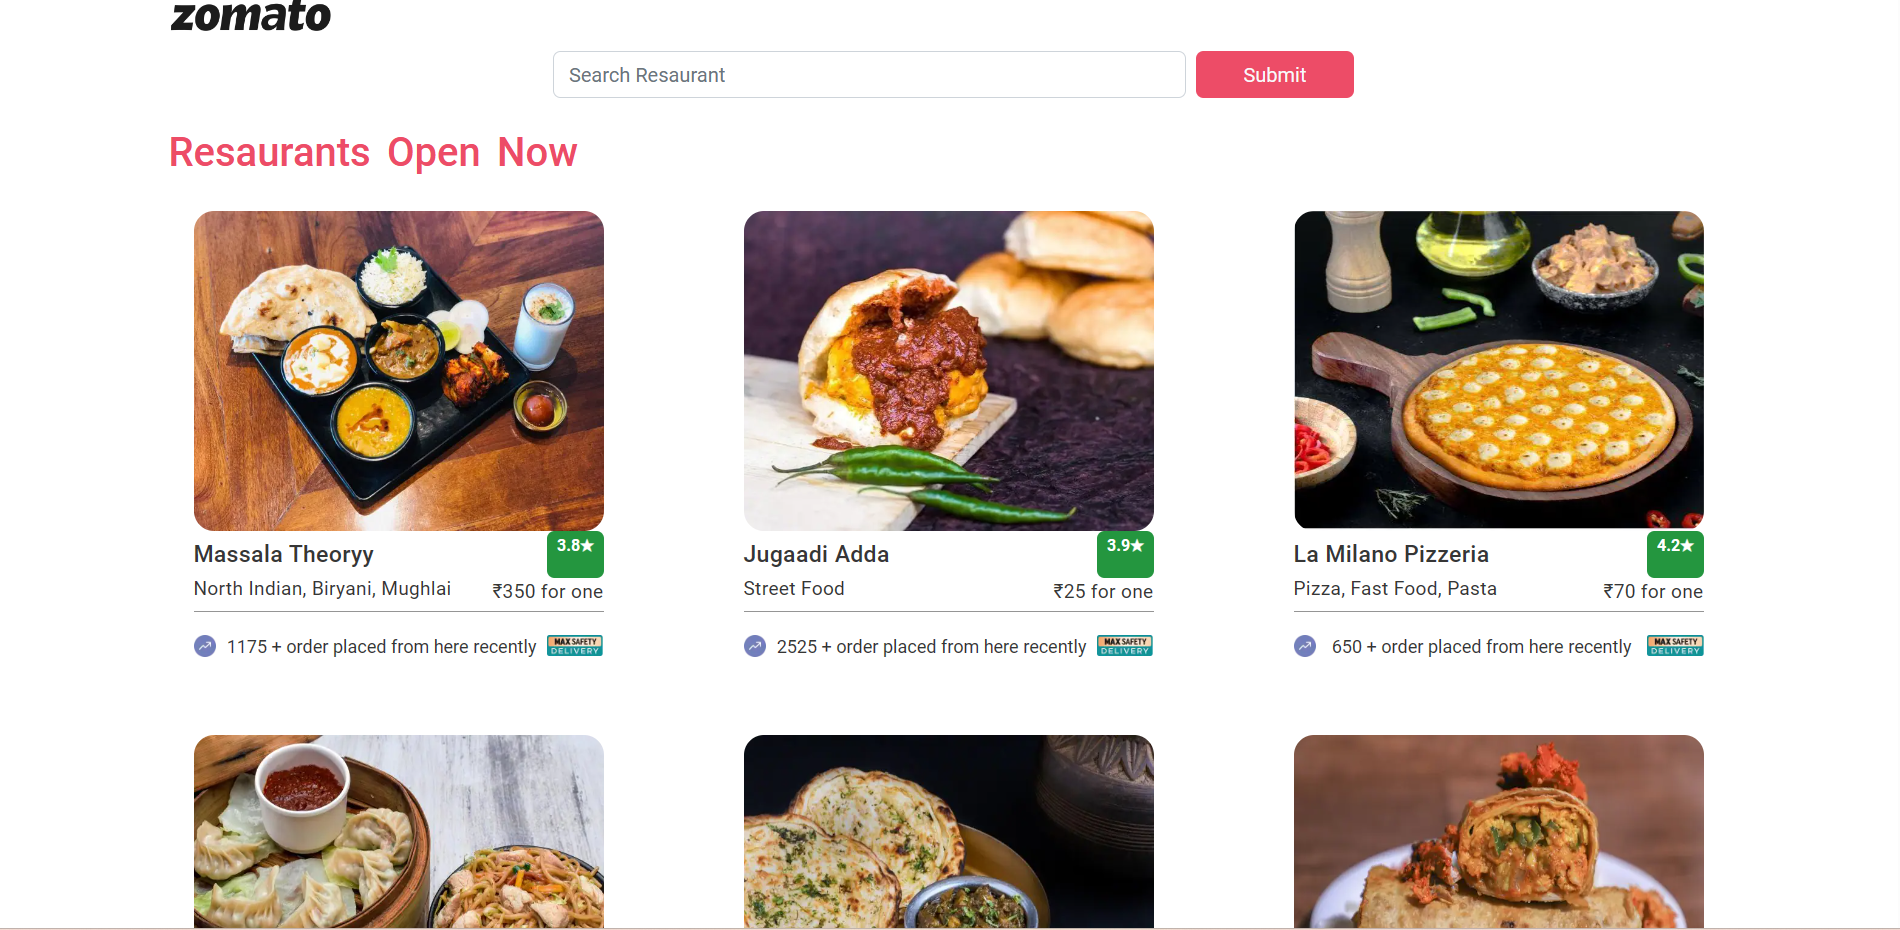 zomato
Search Resaurant
Submit
Resaurants Open Now
Massala Theoryy
3.8★
North Indian, Biryani, Mughlai
₹350 for one
1175 + order placed from here recently
MAX SAFETY
DELIVERY
Jugaadi Adda
3.9★
Street Food
₹25 for one
2525 + order placed from here recently
MAX SAFETY
DELIVERY
La Milano Pizzeria
4.2★
Pizza, Fast Food, Pasta
₹70 for one
650 + order placed from here recently
MAX SAFETY
DELIVERY